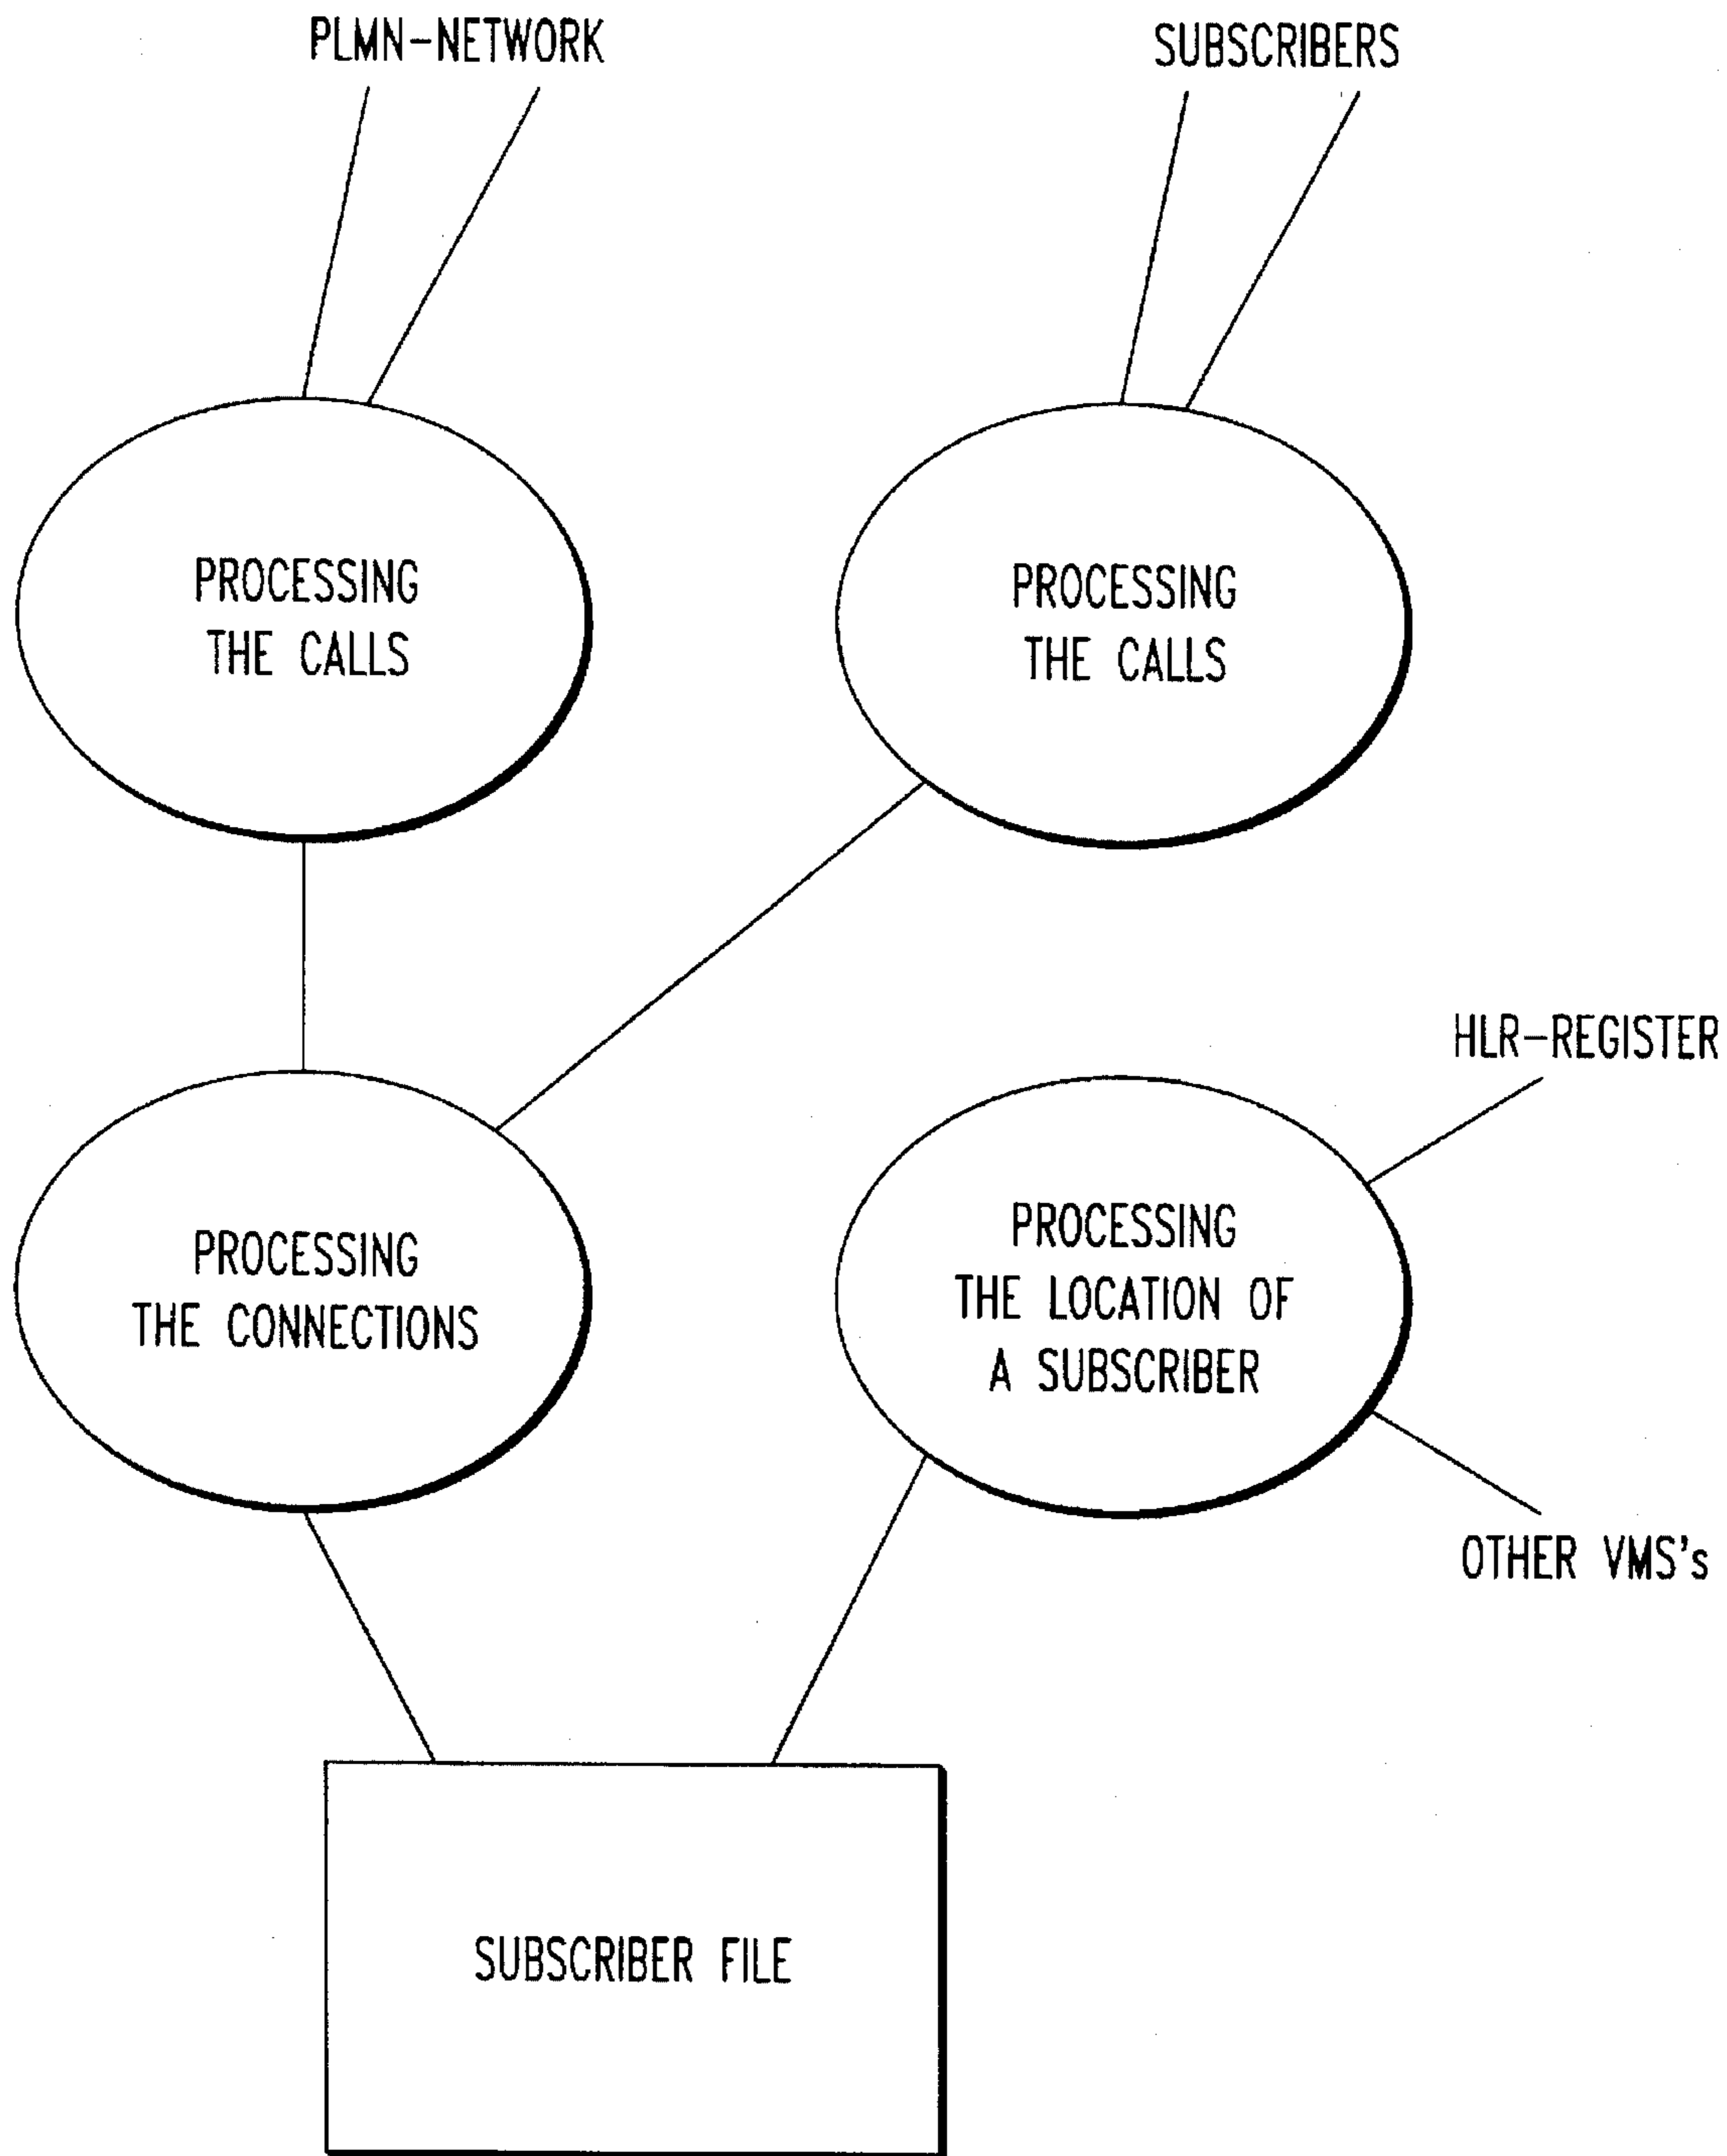 PLMN-NETWORK
SUBSCRIBERS
PROCESSING
THE CALLS
PROCESSING
THE CALLS
HLR-REGISTER
PROCESSING
THE CONNECTIONS
PROCESSING
THE LOCATION OF
A SUBSCRIBER
OTHER VMS's
SUBSCRIBER FILE